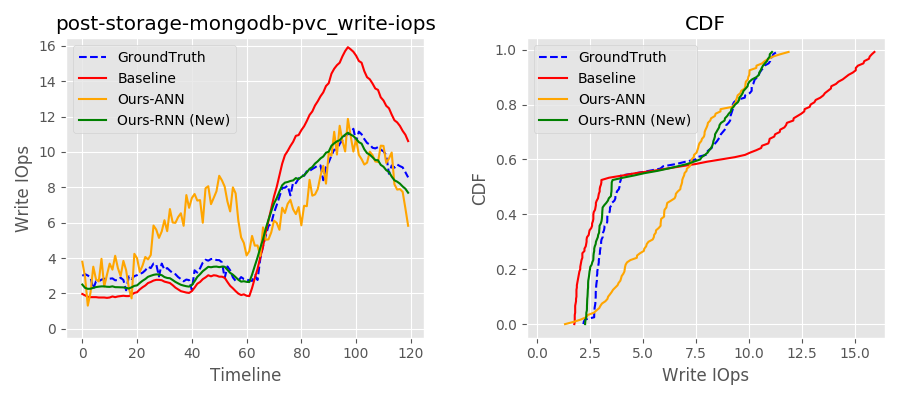 post-storage-mongodb-pvc_write-iops
GroundTruth
Baseline
Ours-ANN
Ours-RNN (New)
Write IOps
16
14
12
10
8
6
4
2
0
0
20
40
60
80
100
120
Timeline
CDF
GroundTruth
Baseline
Ours-ANN
Ours-RNN (New)
CDF
1.0
0.8
0.6
0.4
0.2
0.0
0.0
2.5
5.0
7.5
10.0
12.5
15.0
Write IOps